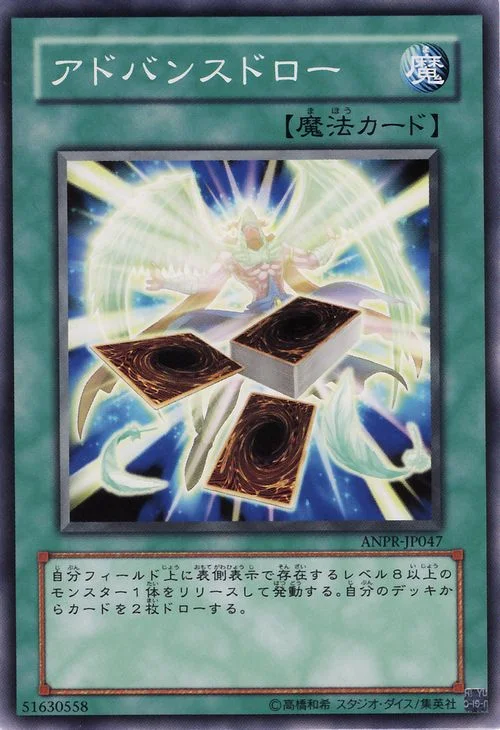 アドバンスドロー
魔
【魔法カード】
ANPR-JP047
自分フィールド上に表側表示で存在するレベル8以上の
モンスター1体をリリースして発動する。自分のデッキか
らカードを2枚ドローする。
51630558
©高橋和希 スタジオ・ダイス/集英社